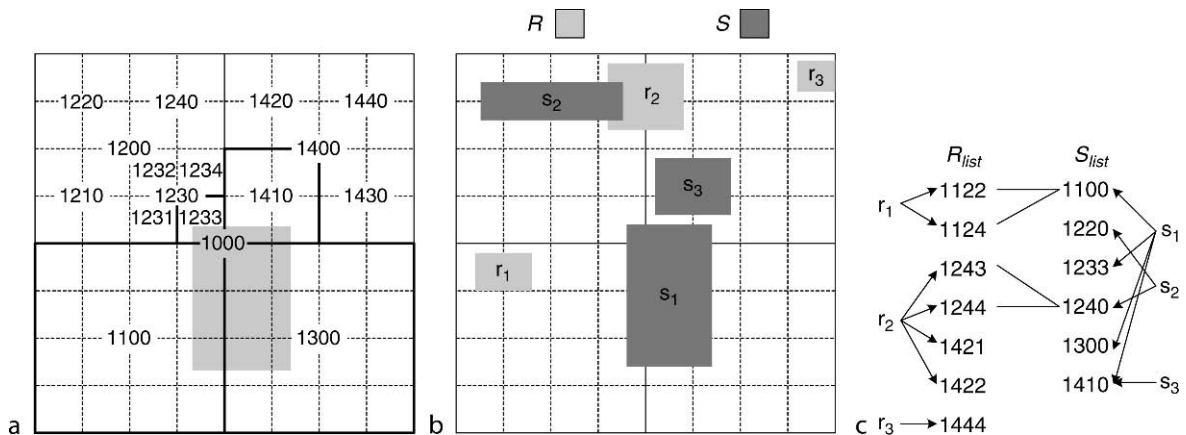 R S
1220 1240 1420 1440
1200 1400
1232 1234
1210 1230 1410 1430
1231 1233
1000
1100 1300
a
s2 r2 r3
s3
r1 s1
b
Rlist Slist
r1 1122 1100 s1
1124 1220
1243 1233 s2
r2 1244 1240
1421 1300
1422 1410 s3
r3 1444
c